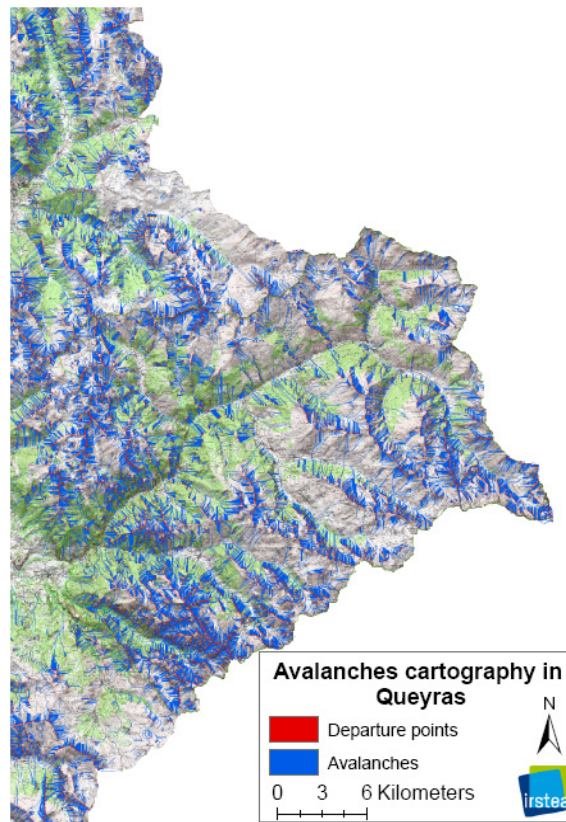 Avalanches cartography in
Queyras
N
Departure points
Avalanches
0 3 6 Kilometers
irstea